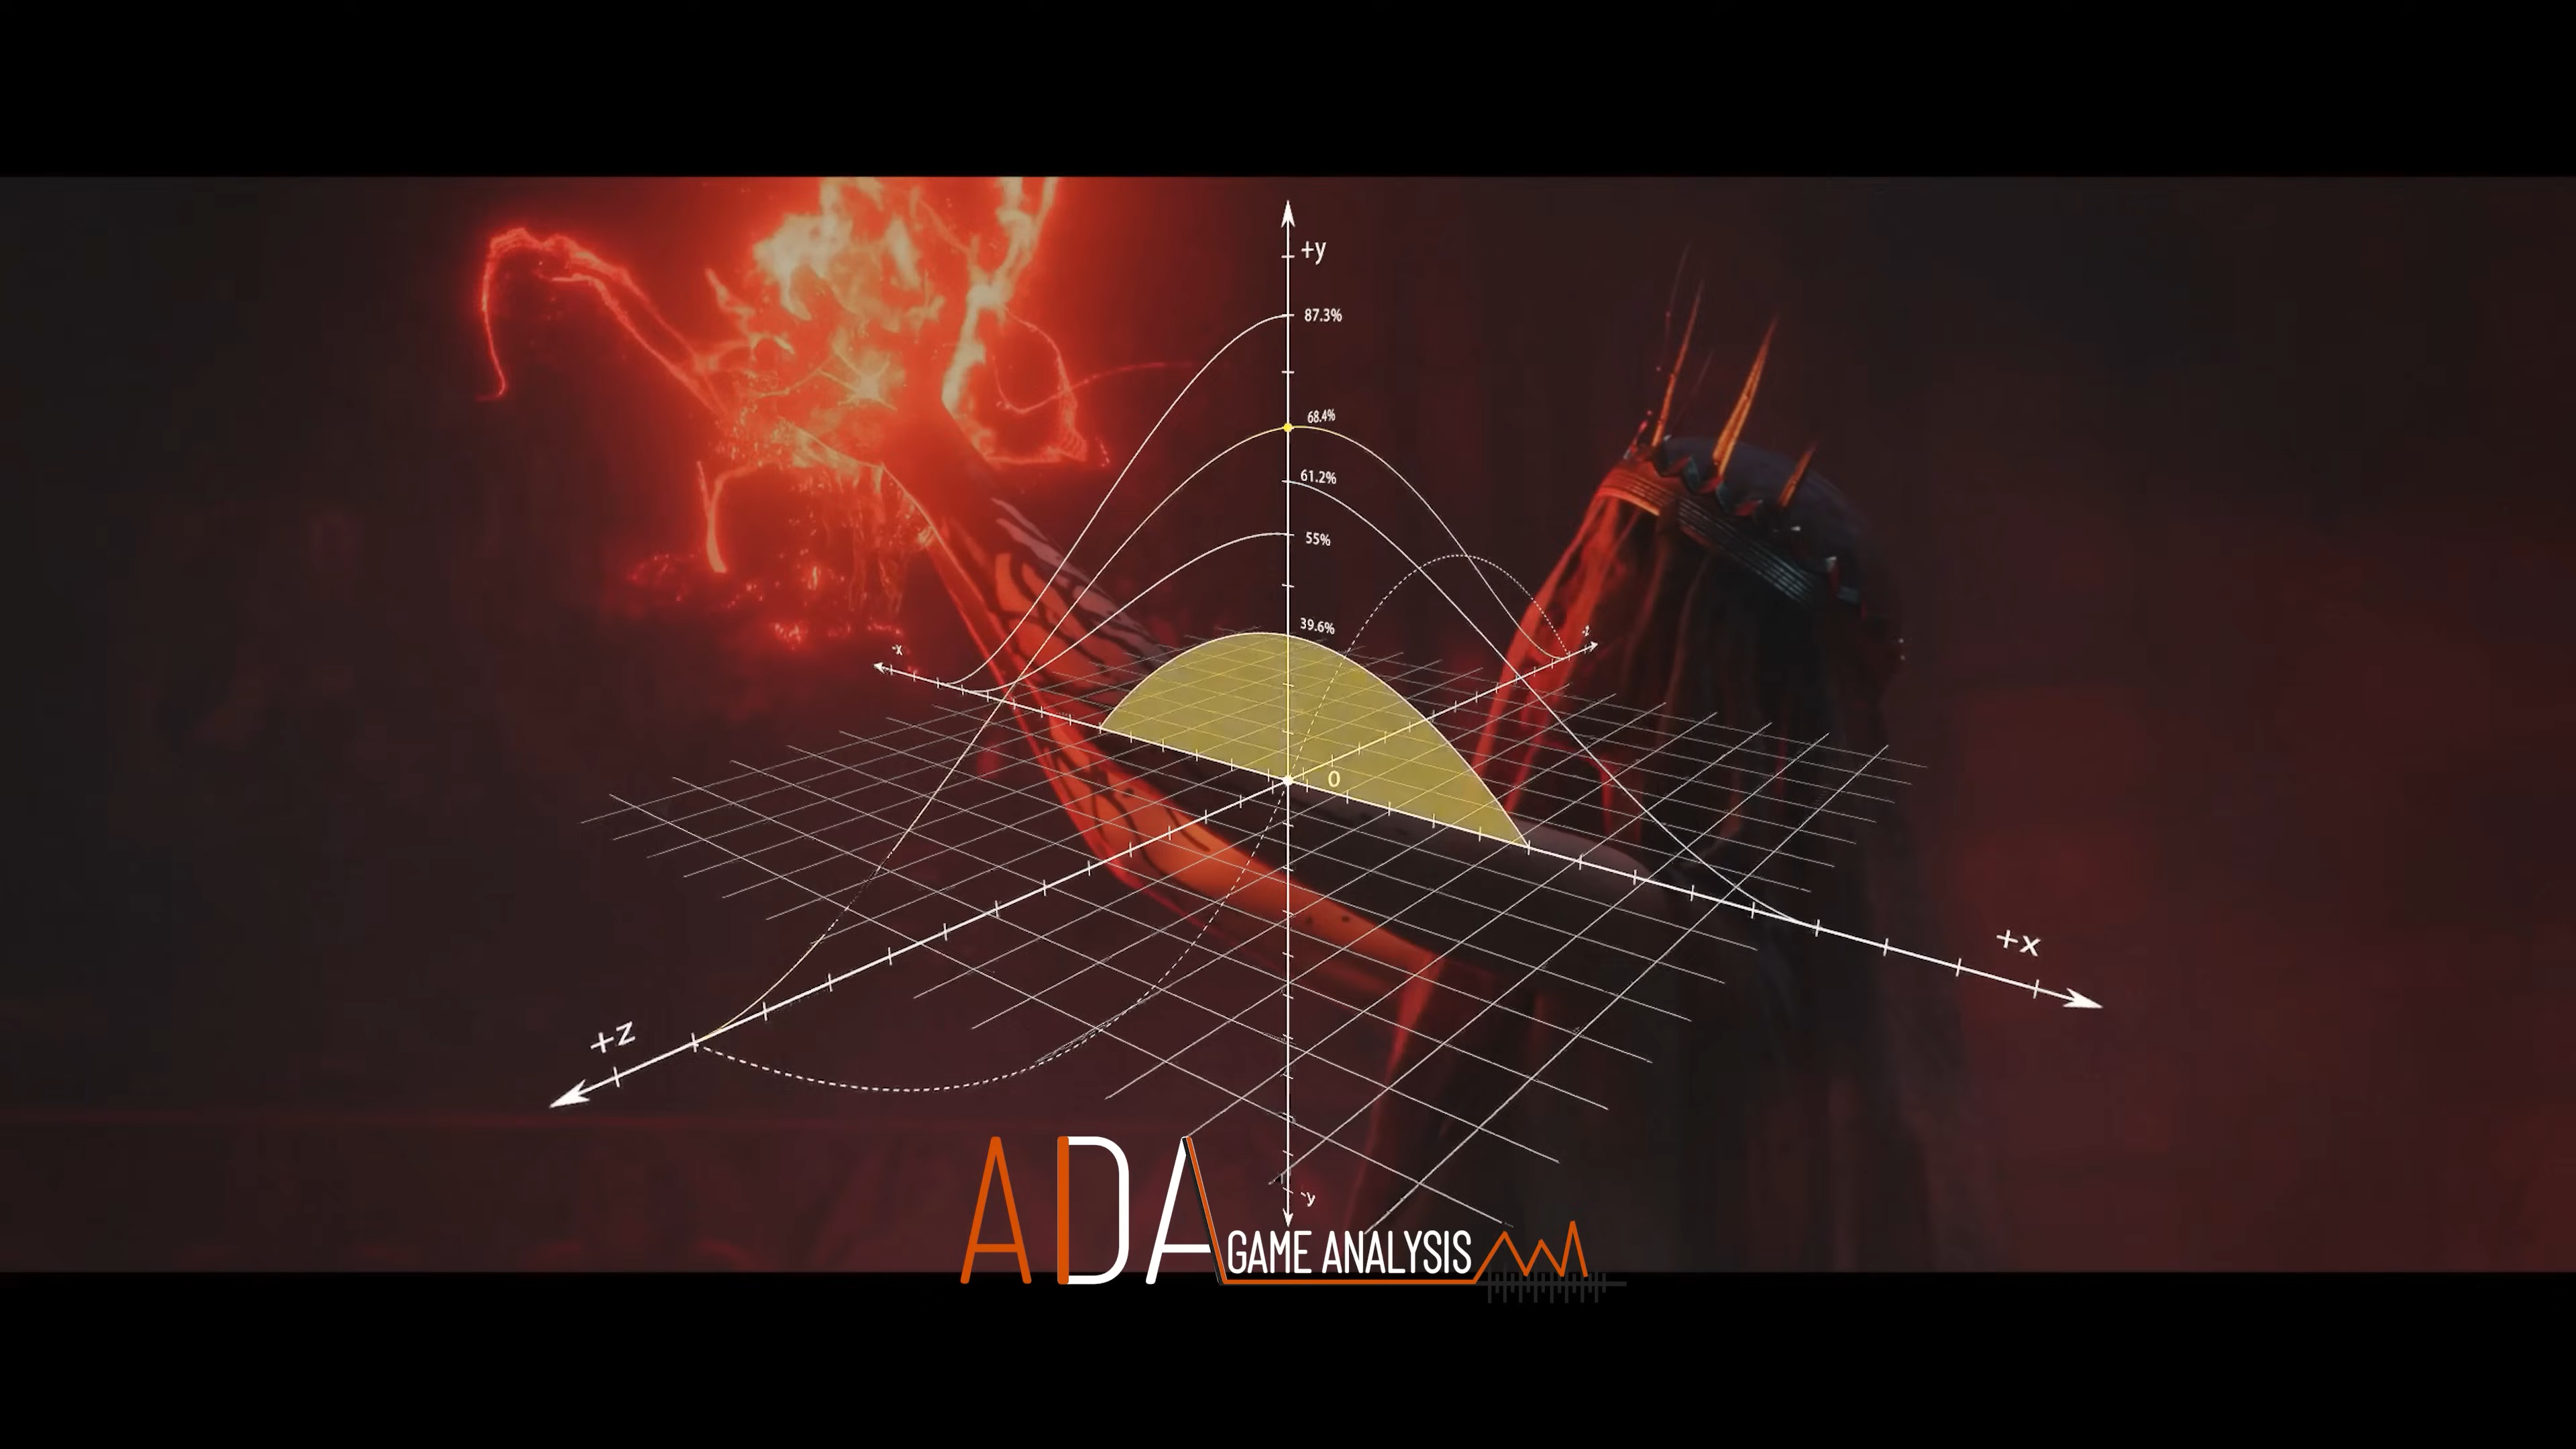 +y
87.3%
68.4%
61.2%
55%
39.6%
-x
-z
0
+x
+z
-y
ADA GAME ANALYSIS